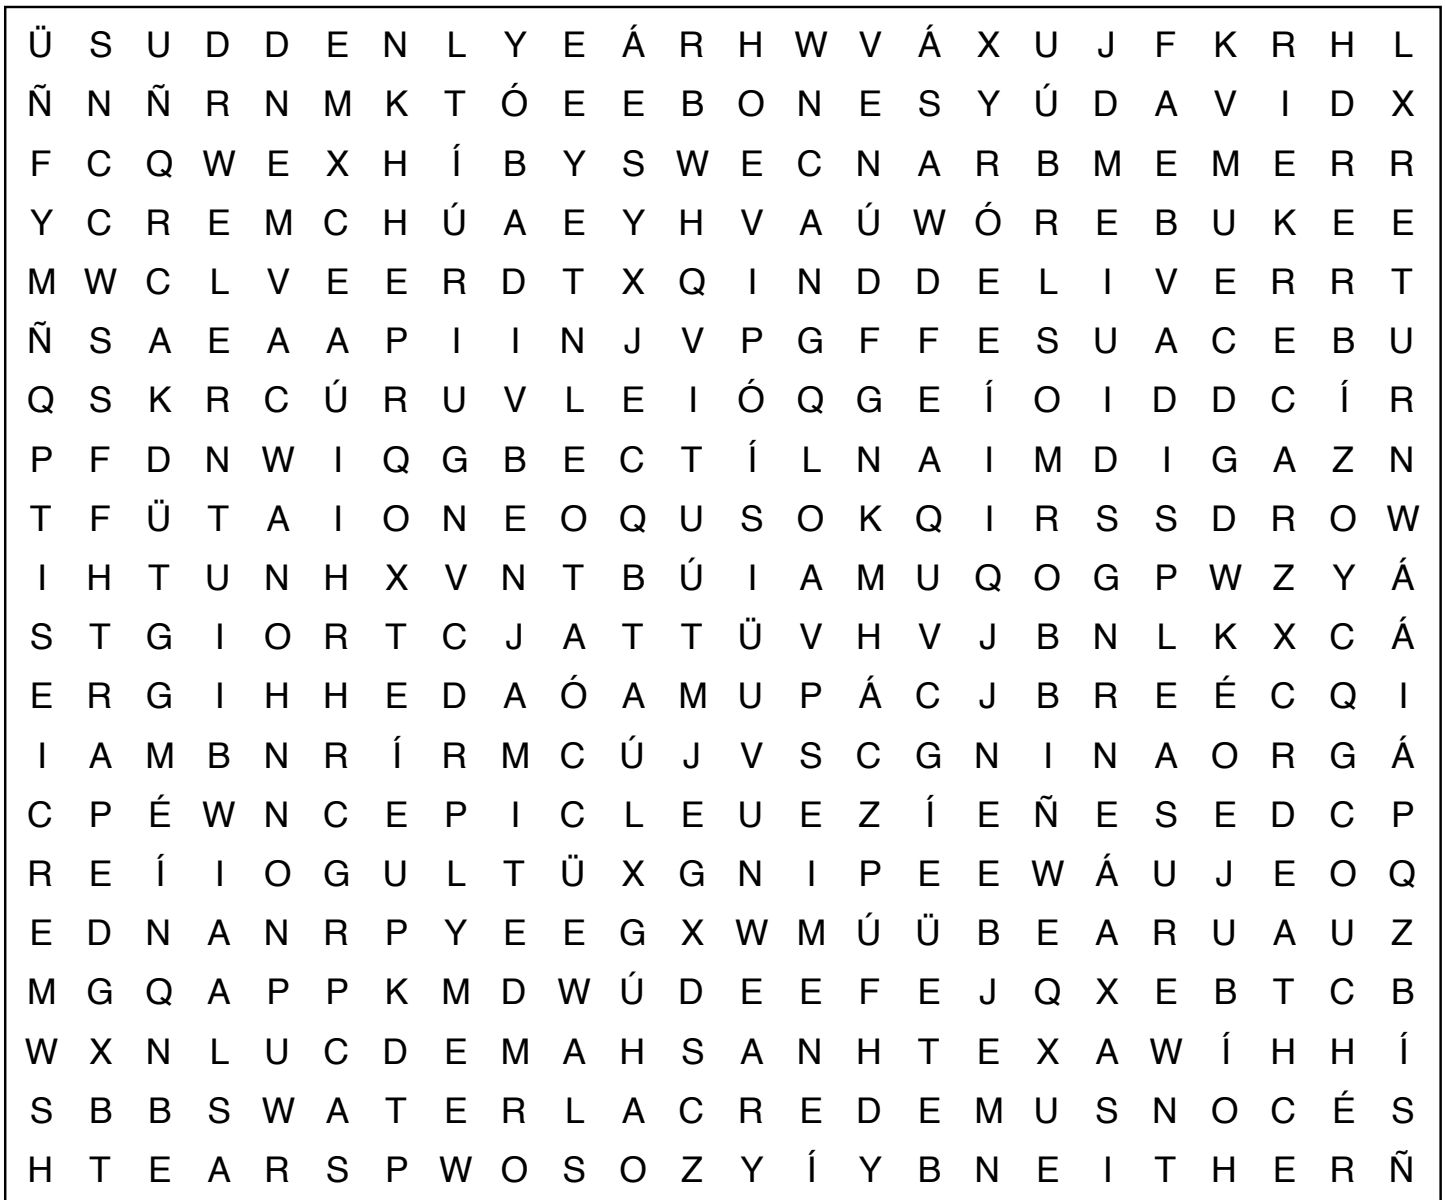 Ü S U D D E N L Y E Á R H W V Á X U J F K R H L
Ñ N Ñ R N M K T Ó E E B O N E S Y Ú D A V I D X
F C Q W E X H Í B Y S W E C N A R B M E M E R R
Y C R E M C H Ú A E Y H V A Ú W Ó R E B U K E E
M W C L V E E R D T X Q I N D D E L I V E R R T
Ñ S A E A A P I I N J V P G F F E S U A C E B U
Q S K R C Ú R U V L E I Ó Q G E Í O I D D C Í R
P F D N W I Q G B E C T Í L N A I M D I G A Z N
T F Ü T A I O N E O Q U S O K Q I R S S D R O W
I H T U N H X V N T B Ú I A M U Q O G P W Z Y Á
S T G I O R T C J A T T Ü V H V J B N L K X C Á
E R G I H H E D A Ó A M U P Á C J B R E É C Q I
I A M B N R Í R M C Ú J V S C G N I N A O R G Á
C P É W N C E P I C L E U E Z Í E Ñ E S E D C P
R E Í I O G U L T Ü X G N I P E E W Á U J E O Q
E D N A N R P Y E E G X W M Ú Ü B E A R U A U Z
M G Q A P P K M D W Ú D E E F E J Q X E B T C B
W X N L U C D E M A H S A N H T E X A W Í H H Í
S B B S W A T E R L A C R E D E M U S N O C É S
H T E A R S P W O S O Z Y Í Y B N E I T H E R Ñ